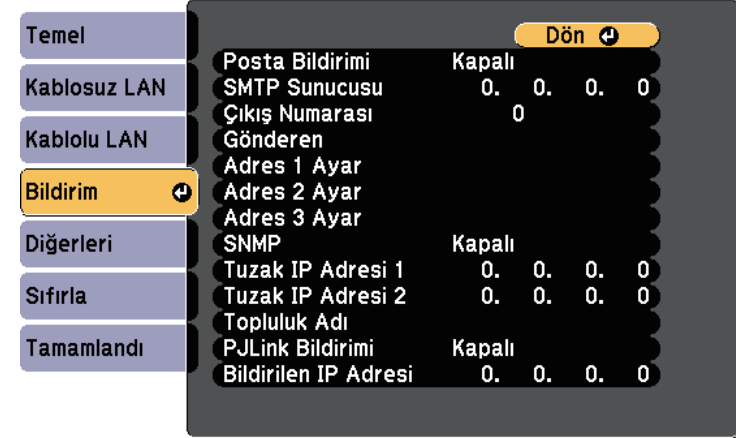 Temel
Kablosuz LAN
Kablolu LAN
Bildirim
Diğerleri
Sıfırla
Tamamlandı
Dön
Posta Bildirimi Kapalı
SMTP Sunucusu 0. 0. 0. 0
Çıkış Numarası 0
Gönderen
Adres 1 Ayar
Adres 2 Ayar
Adres 3 Ayar
SNMP Kapalı
Tuzak IP Adresi 1 0. 0. 0. 0
Tuzak IP Adresi 2 0. 0. 0. 0
Topluluk Adı
PJLink Bildirimi Kapalı
Bildirilen IP Adresi 0. 0. 0. 0